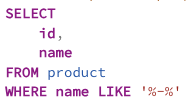 SELECT
id,
name
FROM product
WHERE name LIKE '%-%'